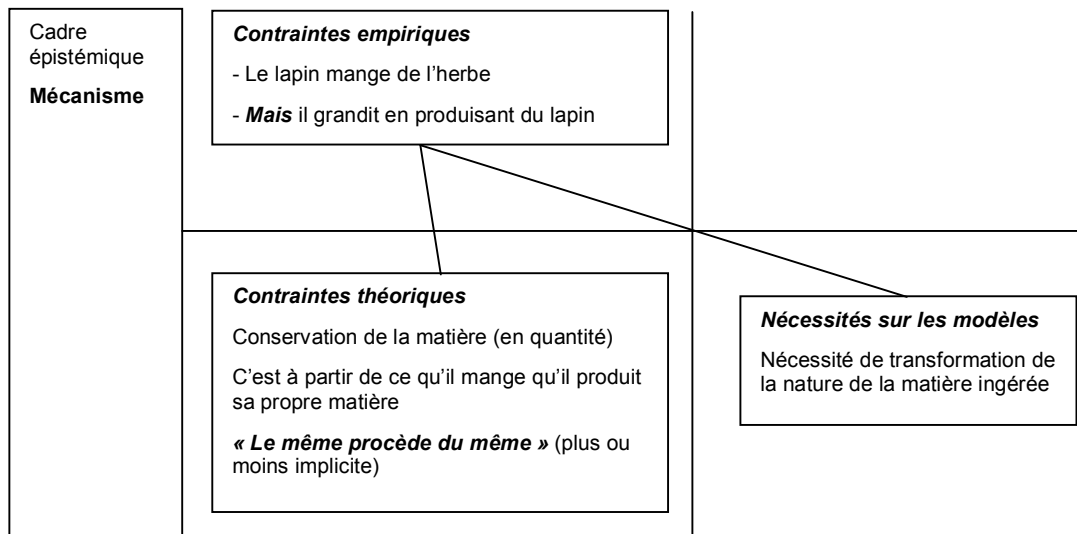 Cadre
épistémique
Mécanisme
Contraintes empiriques
- Le lapin mange de l’herbe
- Mais il grandit en produisant du lapin
Contraintes théoriques
Conservation de la matière (en quantité)
C’est à partir de ce qu’il mange qu’il produit
sa propre matière
« Le même procède du même » (plus ou
moins implicite)
Nécessités sur les modèles
Nécessité de transformation de
la nature de la matière ingérée